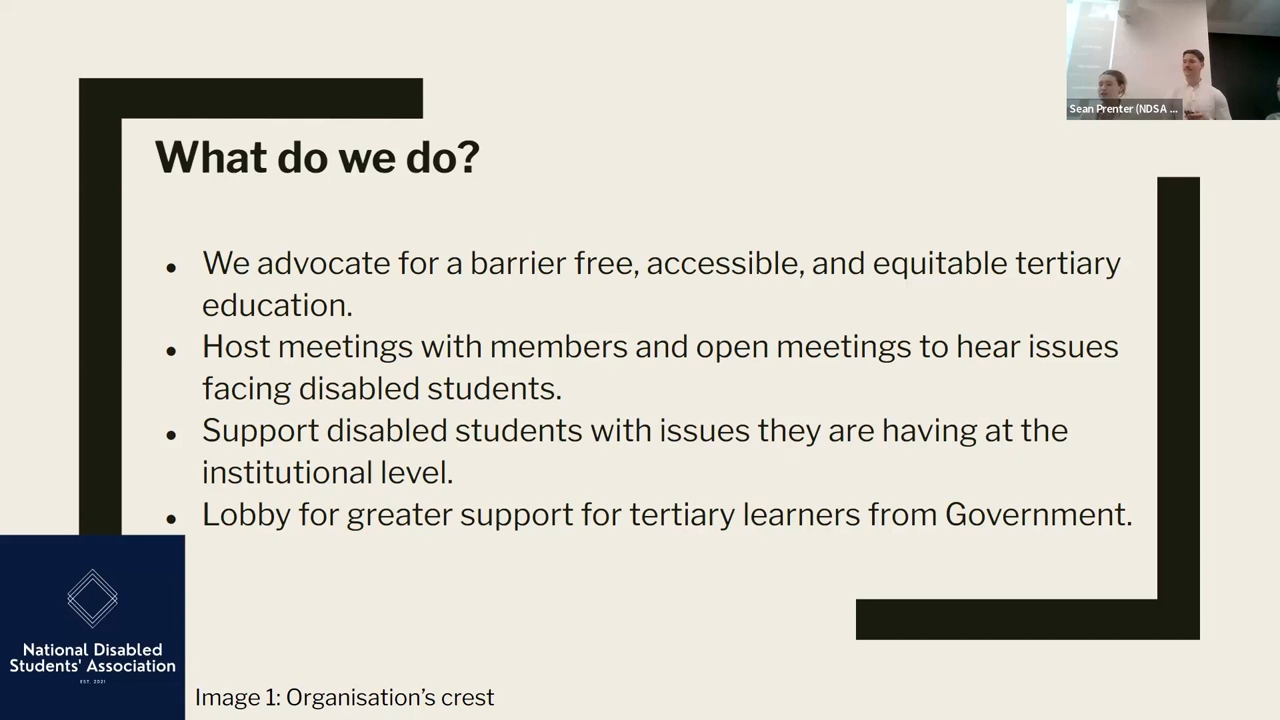 Sean Prenter (NDSA ...
What do we do?
• We advocate for a barrier free, accessible, and equitable tertiary
education.
• Host meetings with members and open meetings to hear issues
facing disabled students.
• Support disabled students with issues they are having at the
institutional level.
• Lobby for greater support for tertiary learners from Government.
National Disabled
Students' Association
EST. 2021
Image 1: Organisation's crest